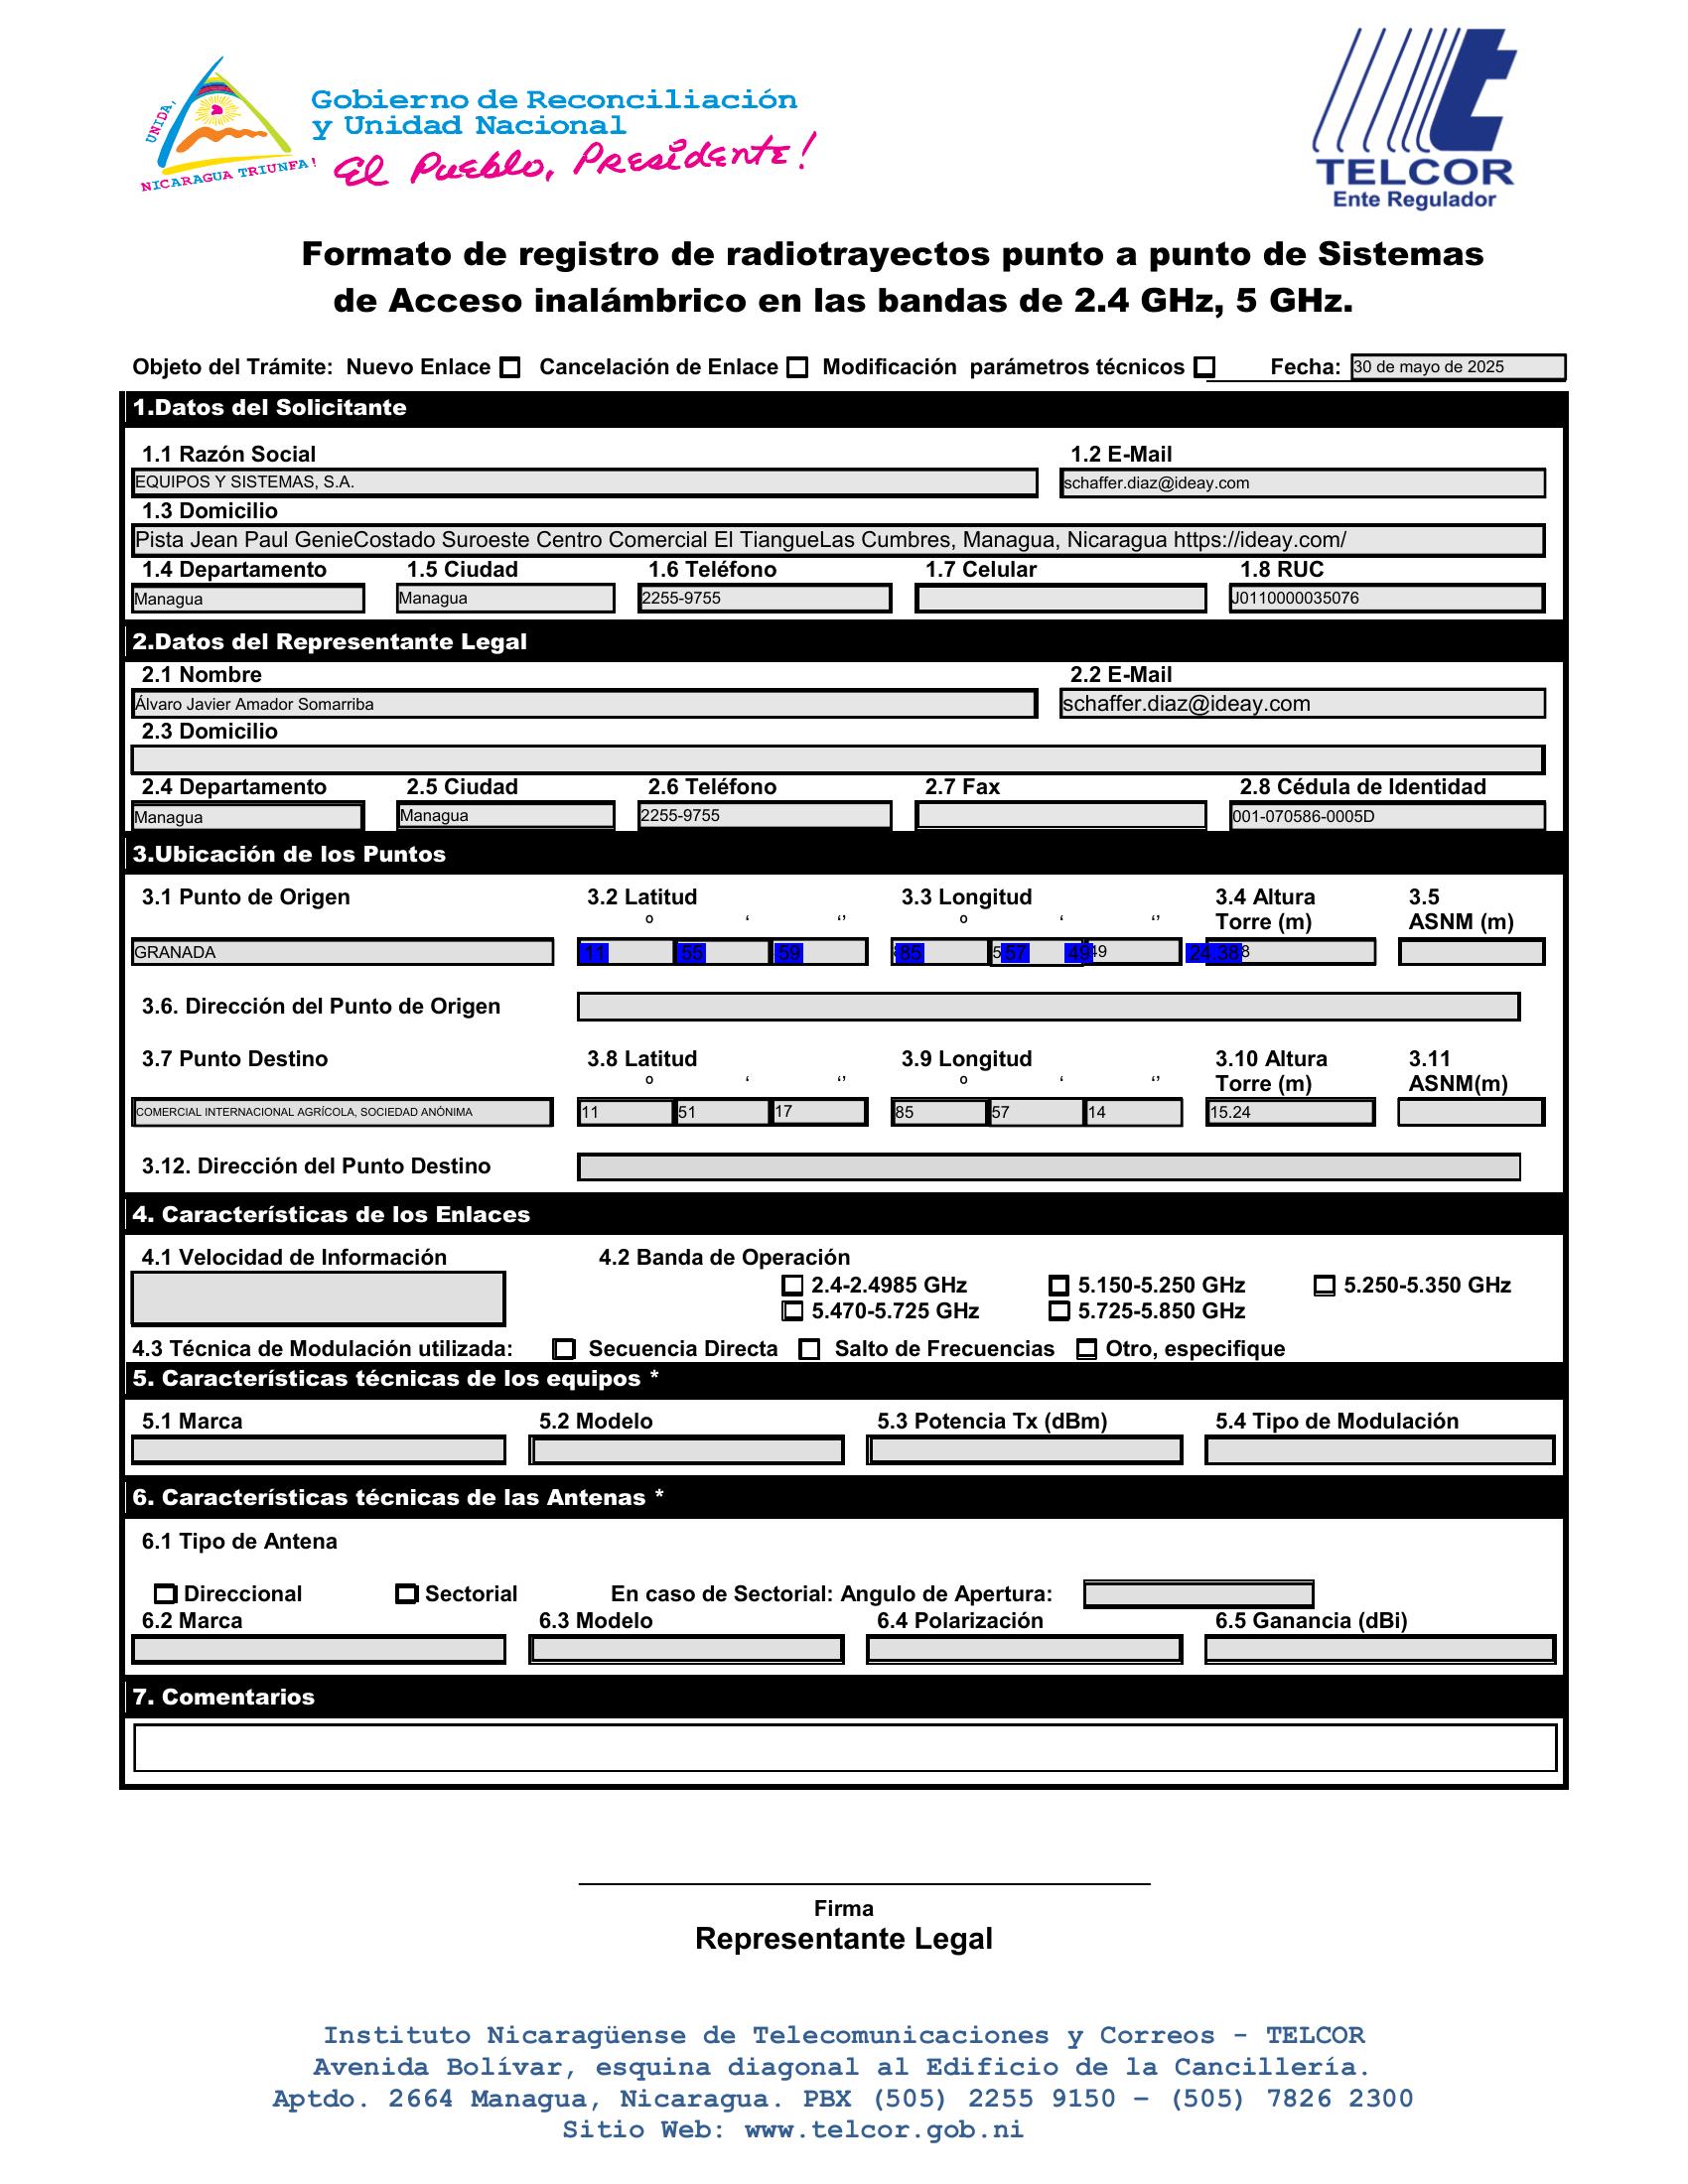 UNIDA,
NICARAGUA TRIUNFA!
Gobierno de Reconciliación
y Unidad Nacional
El Pueblo, Presidente!
TELCOR
Ente Regulador
Formato de registro de radiotrayectos punto a punto de Sistemas
de Acceso inalámbrico en las bandas de 2.4 GHz, 5 GHz.
Objeto del Trámite: Nuevo Enlace Cancelación de Enlace Modificación parámetros técnicos Fecha: 30 de mayo de 2025
1.Datos del Solicitante
1.1 Razón Social 1.2 E-Mail
EQUIPOS Y SISTEMAS, S.A. schaffer.diaz@ideay.com
1.3 Domicilio
Pista Jean Paul GenieCostado Suroeste Centro Comercial El TiangueLas Cumbres, Managua, Nicaragua https://ideay.com/
1.4 Departamento 1.5 Ciudad 1.6 Teléfono 1.7 Celular 1.8 RUC
Managua Managua 2255-9755 J0110000035076
2.Datos del Representante Legal
2.1 Nombre 2.2 E-Mail
Álvaro Javier Amador Somarriba schaffer.diaz@ideay.com
2.3 Domicilio
2.4 Departamento 2.5 Ciudad 2.6 Teléfono 2.7 Fax 2.8 Cédula de Identidad
Managua Managua 2255-9755 001-070586-0005D
3.Ubicación de los Puntos
3.1 Punto de Origen 3.2 Latitud 3.3 Longitud 3.4 Altura 3.5
º ‘ ‘’ º ‘ ‘’ Torre (m) ASNM (m)
GRANADA 11 55 59 85 57 49 24.38
3.6. Dirección del Punto de Origen
3.7 Punto Destino 3.8 Latitud 3.9 Longitud 3.10 Altura 3.11
º ‘ ‘’ º ‘ ‘’ Torre (m) ASNM(m)
COMERCIAL INTERNACIONAL AGRÍCOLA, SOCIEDAD ANÓNIMA 11 51 17 85 57 14 15.24
3.12. Dirección del Punto Destino
4. Características de los Enlaces
4.1 Velocidad de Información 4.2 Banda de Operación
2.4-2.4985 GHz 5.150-5.250 GHz 5.250-5.350 GHz
5.470-5.725 GHz 5.725-5.850 GHz
4.3 Técnica de Modulación utilizada: Secuencia Directa Salto de Frecuencias Otro, especifique
5. Características técnicas de los equipos *
5.1 Marca 5.2 Modelo 5.3 Potencia Tx (dBm) 5.4 Tipo de Modulación
6. Características técnicas de las Antenas *
6.1 Tipo de Antena
Direccional Sectorial En caso de Sectorial: Angulo de Apertura:
6.2 Marca 6.3 Modelo 6.4 Polarización 6.5 Ganancia (dBi)
7. Comentarios
Firma
Representante Legal
Instituto Nicaragüense de Telecomunicaciones y Correos - TELCOR
Avenida Bolívar, esquina diagonal al Edificio de la Cancillería.
Aptdo. 2664 Managua, Nicaragua. PBX (505) 2255 9150 – (505) 7826 2300
Sitio Web: www.telcor.gob.ni